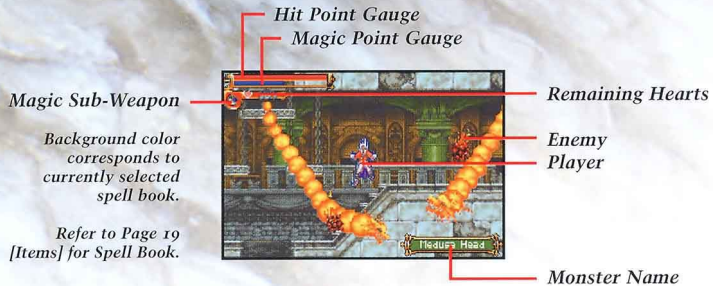 Hit Point Gauge
Magic Point Gauge
Magic Sub-Weapon
Background color
corresponds to
currently selected
spell book.
Refer to Page 19
[Items] for Spell Book.
Remaining Hearts
Enemy
Player
Medusa Head
Monster Name